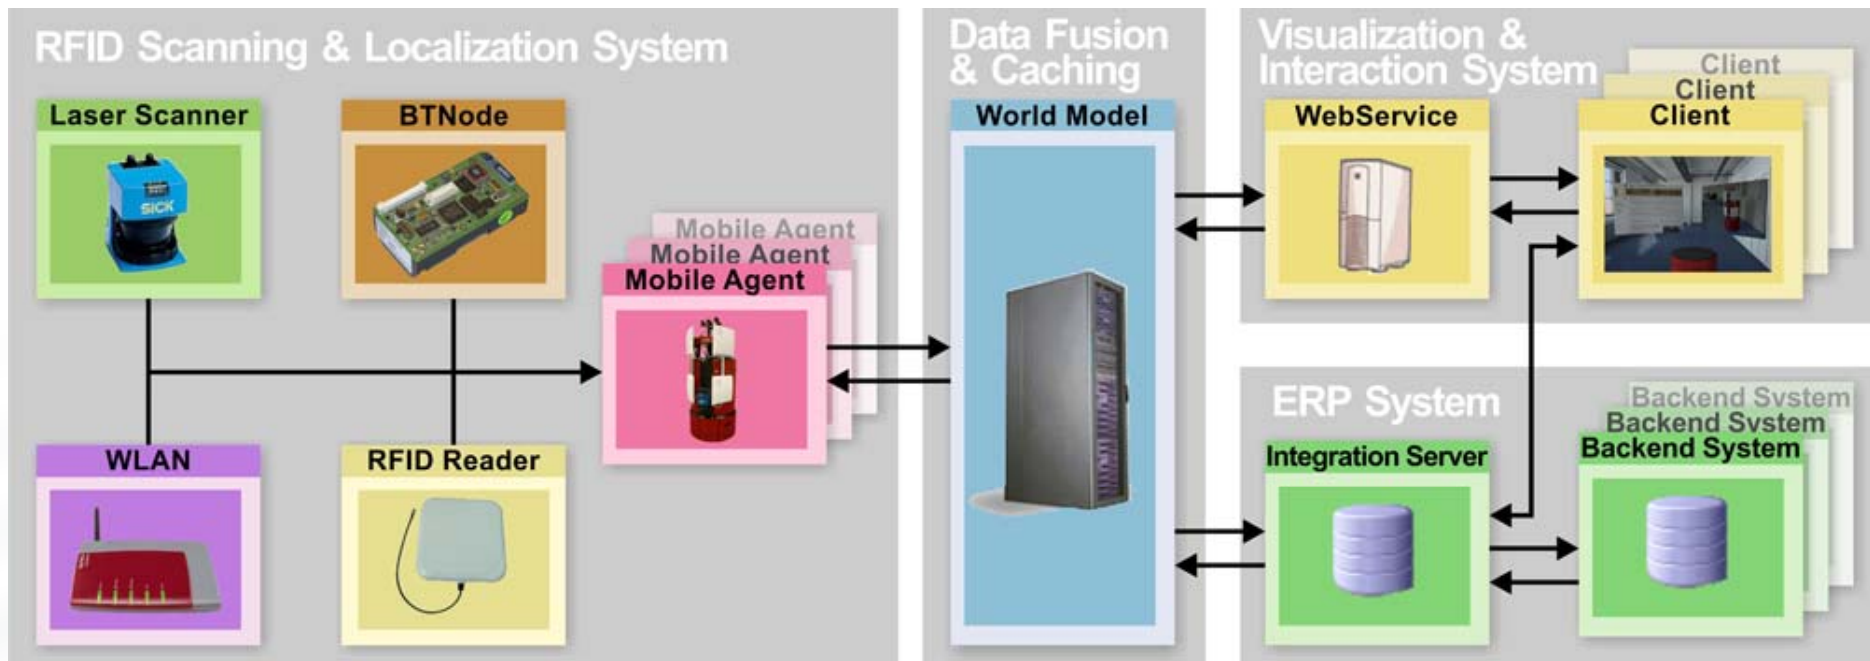 RFID Scanning & Localization System
Laser Scanner
SICK
BTNode
Mobile Agent
Mobile Agent
Mobile Agent
WLAN
RFID Reader
Data Fusion
& Caching
World Model
Visualization &
Interaction System
WebService
Client
Client
Client
ERP System
Integration Server
Backend System
Backend System
Backend System